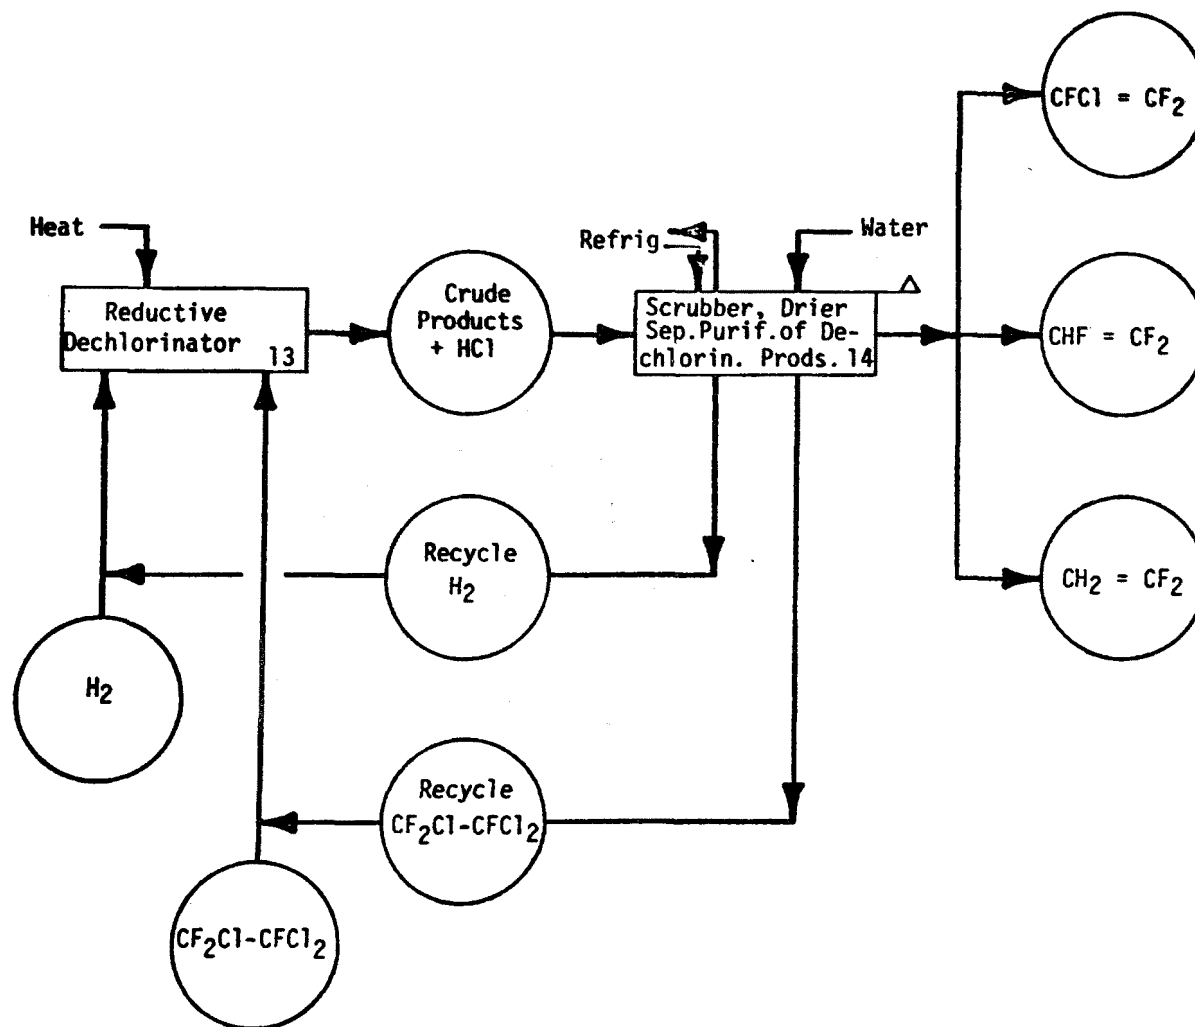 CFCl = CF2
Heat
Refrig.
Water
Reductive
Dechlorinator
13
Crude
Products
+ HCl
Scrubber, Drier
Sep.Purif.of De-
chlorin. Prods. 14
CHF = CF2
Recycle
H2
CH2 = CF2
H2
Recycle
CF2Cl-CFCl2
CF2Cl-CFCl2